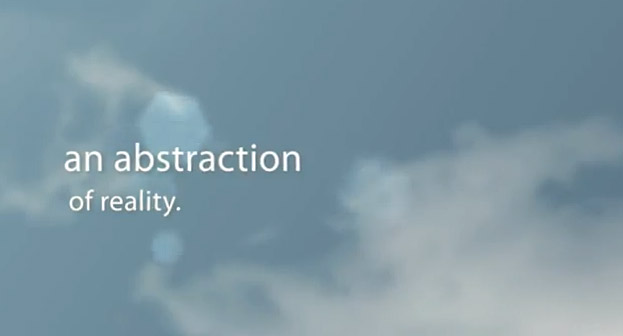 an abstraction
of reality.